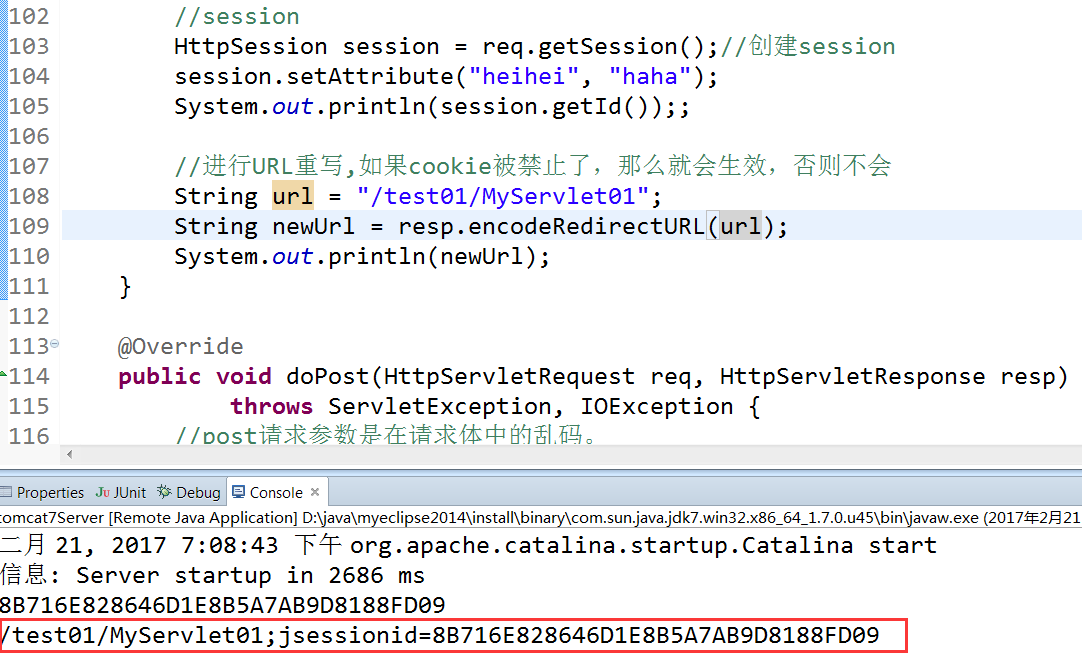 102 //session
103 HttpSession session = req.getSession();//创建session
104 session.setAttribute("heihei", "haha");
105 System.out.println(session.getId());;
106
107 //进行URL重写,如果cookie被禁止了，那么就会生效，否则不会
108 String url = "/test01/MyServlet01";
109 String newUrl = resp.encodeRedirectURL(url);
110 System.out.println(newUrl);
111 }
112
113 @Override
114 public void doPost(HttpServletRequest req, HttpServletResponse resp)
115 throws ServletException, IOException {
116 //post请求参数是在请求体中的乱码。
Properties JUnit Debug Console
tomcat7Server [Remote Java Application] D:\java\myeclipse2014\install\binary\com.sun.java.jdk7.win32.x86_64_1.7.0.u45\bin\javaw.exe (2017年2月21
二月 21, 2017 7:08:43 下午 org.apache.catalina.startup.Catalina start
信息: Server startup in 2686 ms
8B716E828646D1E8B5A7AB9D8188FD09
/test01/MyServlet01;jsessionid=8B716E828646D1E8B5A7AB9D8188FD09